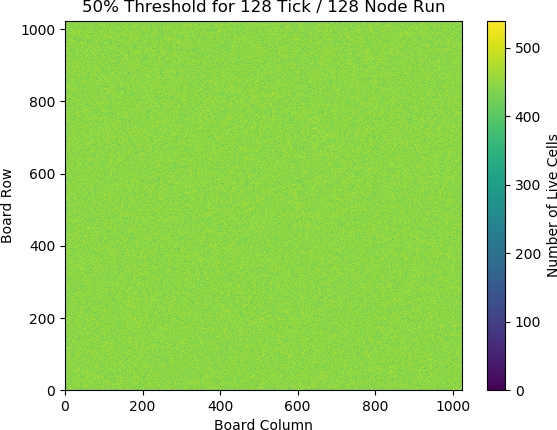 50% Threshold for 128 Tick / 128 Node Run
1000
800
600
400
200
0
Board Row
0 200 400 600 800 1000
Board Column
500
400
300
200
100
0
Number of Live Cells